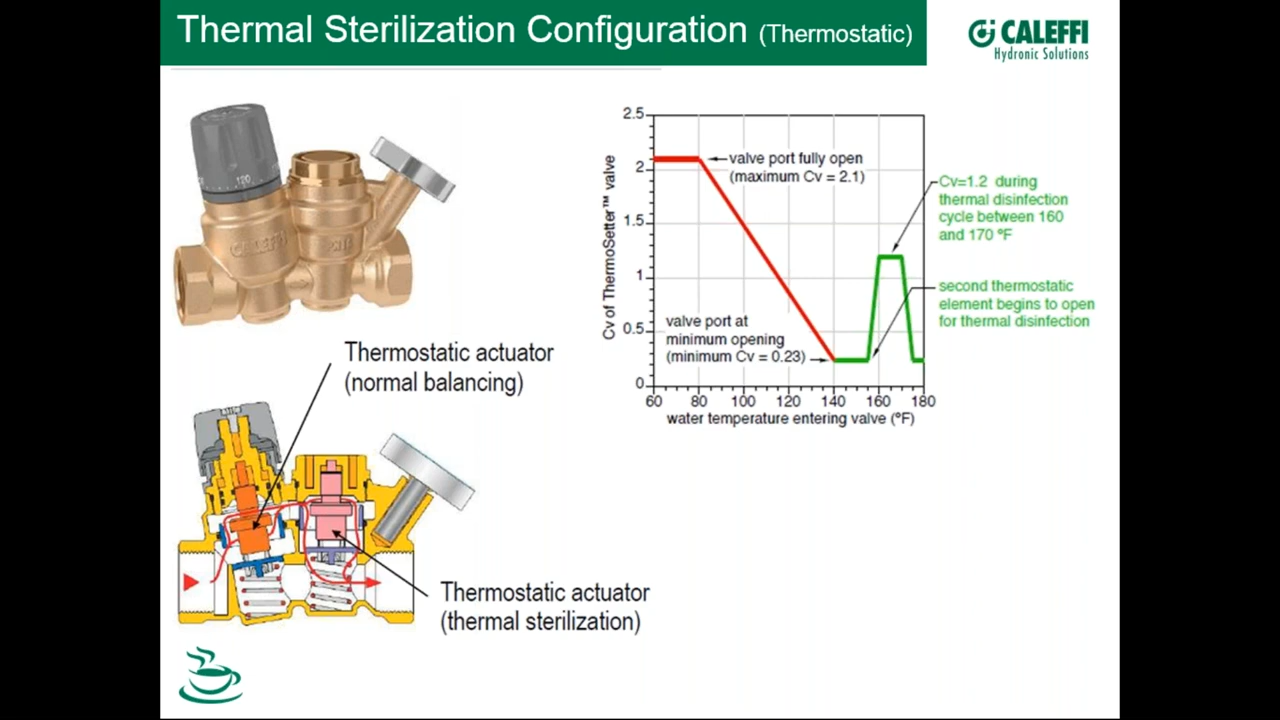 Thermal Sterilization Configuration (Thermostatic)
CALEFFI
Hydronic Solutions
120
CALEFFI
Thermostatic actuator
(normal balancing)
Thermostatic actuator
(thermal sterilization)
Cv of ThermoSetter™ valve
2.5
2
1.5
1
0.5
0
60 80 100 120 140 160 180
water temperature entering valve (ºF)
valve port fully open
(maximum Cv = 2.1)
valve port at
minimum opening
(minimum Cv = 0.23)
Cv=1.2 during
thermal disinfection
cycle between 160
and 170 ºF
second thermostatic
element begins to open
for thermal disinfection